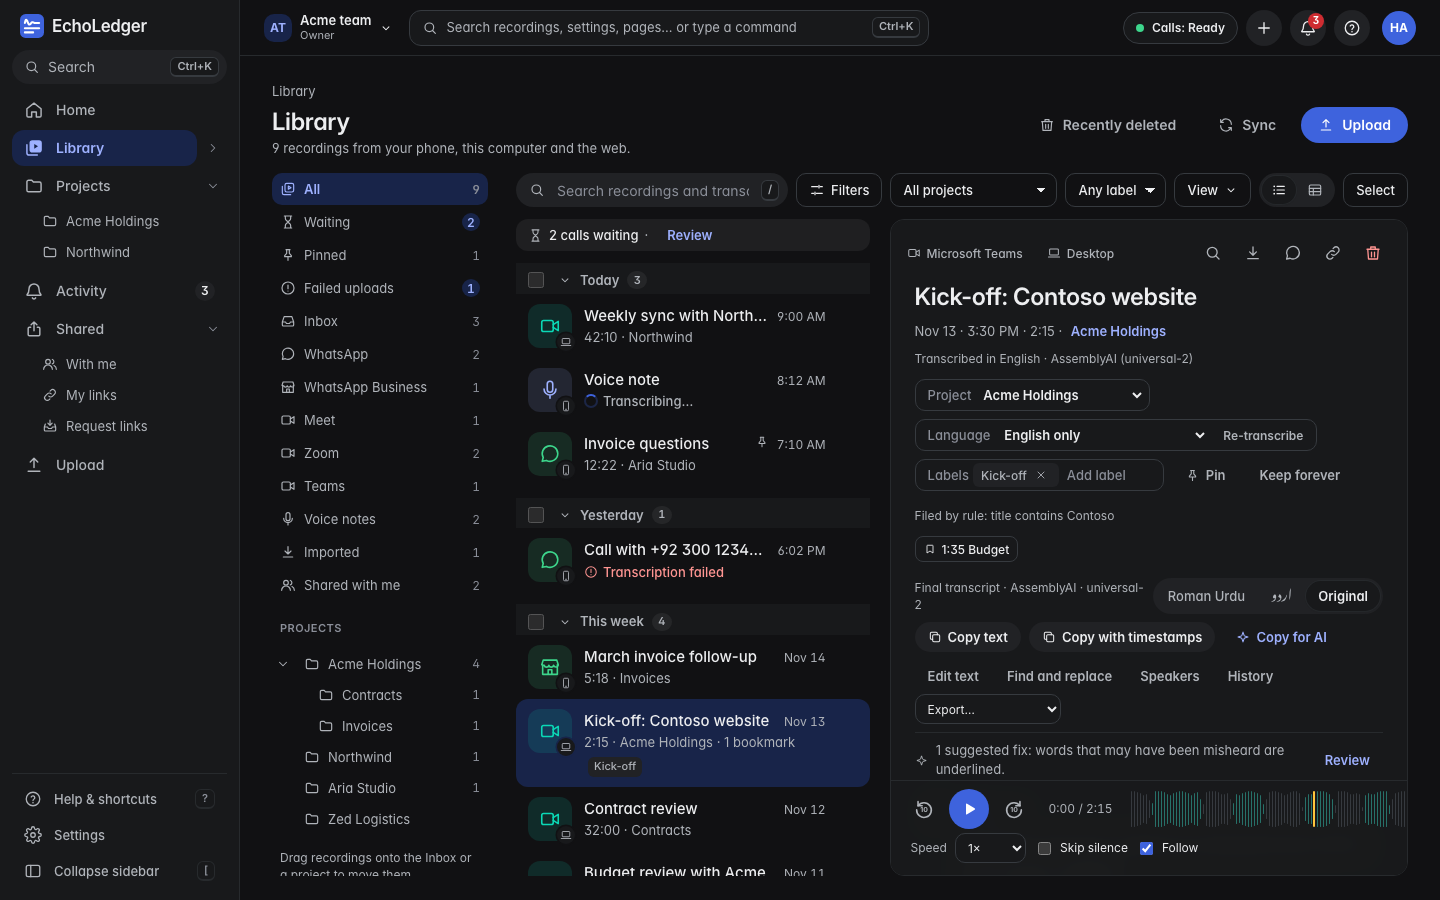 EchoLedger
Search Ctrl+K
Home
Library
Projects
Acme Holdings
Northwind
Activity 3
Shared
With me
My links
Request links
Upload
Help & shortcuts ?
Settings
Collapse sidebar [
AT Acme team
Owner
Search recordings, settings, pages... or type a command Ctrl+K
Calls: Ready
3
HA
Library
Library
9 recordings from your phone, this computer and the web.
Recently deleted
Sync
Upload
All 9
Waiting 2
Pinned 1
Failed uploads 1
Inbox 3
WhatsApp 2
WhatsApp Business 1
Meet 1
Zoom 2
Teams 1
Voice notes 2
Imported 1
Shared with me 2
PROJECTS
Acme Holdings 4
Contracts 1
Invoices 1
Northwind 1
Aria Studio 1
Zed Logistics
Drag recordings onto the Inbox or
a project to move them
Search recordings and transc /
Filters
All projects
Any label
View
Select
2 calls waiting · Review
Today 3
Weekly sync with North... 9:00 AM
42:10 · Northwind
Voice note 8:12 AM
Transcribing...
Invoice questions 7:10 AM
12:22 · Aria Studio
Yesterday 1
Call with +92 300 1234... 6:02 PM
Transcription failed
This week 4
March invoice follow-up Nov 14
5:18 · Invoices
Kick-off: Contoso website Nov 13
2:15 · Acme Holdings · 1 bookmark
Kick-off
Contract review Nov 12
32:00 · Contracts
Budget review with Acme Nov 11
Microsoft Teams Desktop
Kick-off: Contoso website
Nov 13 · 3:30 PM · 2:15 · Acme Holdings
Transcribed in English · AssemblyAI (universal-2)
Project Acme Holdings
Language English only Re-transcribe
Labels Kick-off × Add label Pin Keep forever
Filed by rule: title contains Contoso
1:35 Budget
Final transcript · AssemblyAI · universal-
2
Roman Urdu اردو Original
Copy text Copy with timestamps Copy for AI
Edit text Find and replace Speakers History
Export...
1 suggested fix: words that may have been misheard are
underlined.
Review
10 10 0:00 / 2:15
Speed 1× Skip silence Follow